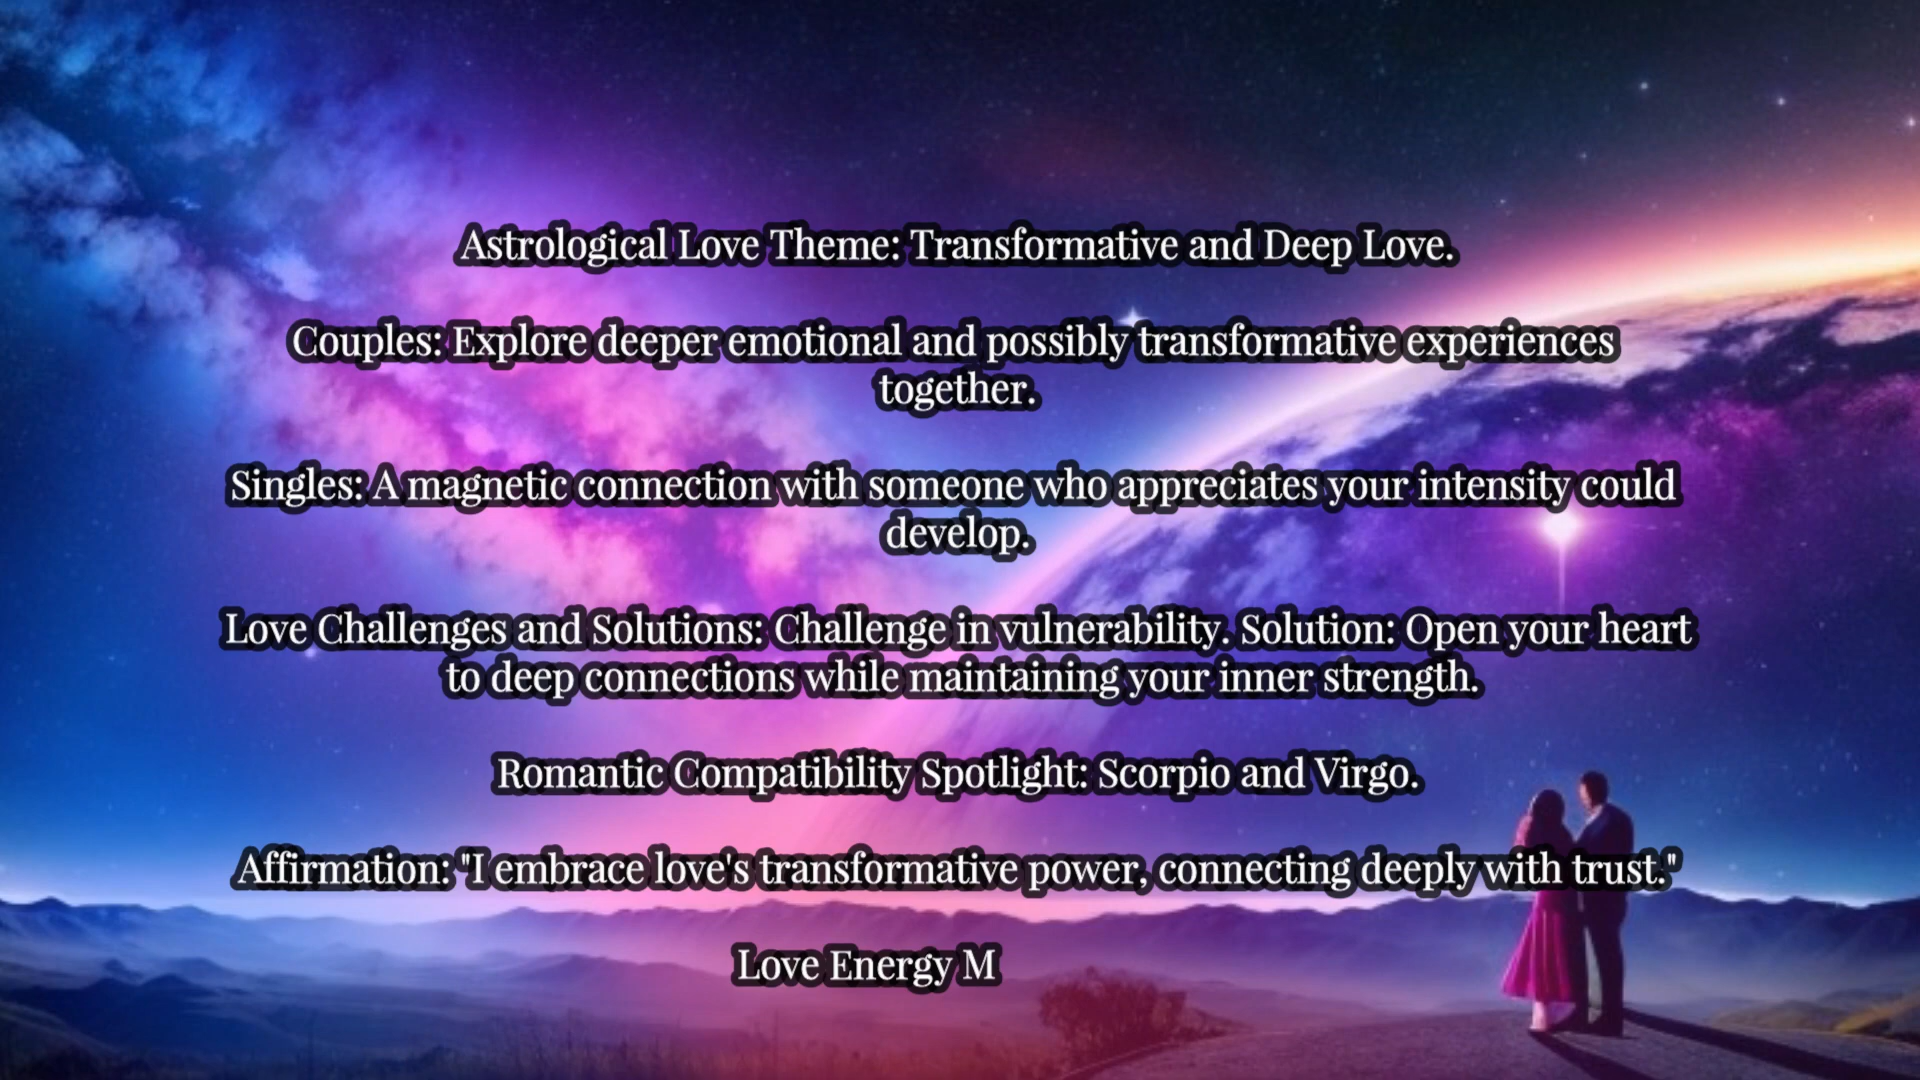 Astrological Love Theme: Transformative and Deep Love.
Couples: Explore deeper emotional and possibly transformative experiences
together.
Singles: A magnetic connection with someone who appreciates your intensity could
develop.
Love Challenges and Solutions: Challenge in vulnerability. Solution: Open your heart
to deep connections while maintaining your inner strength.
Romantic Compatibility Spotlight: Scorpio and Virgo.
Affirmation: "I embrace love's transformative power, connecting deeply with trust."
Love Energy M